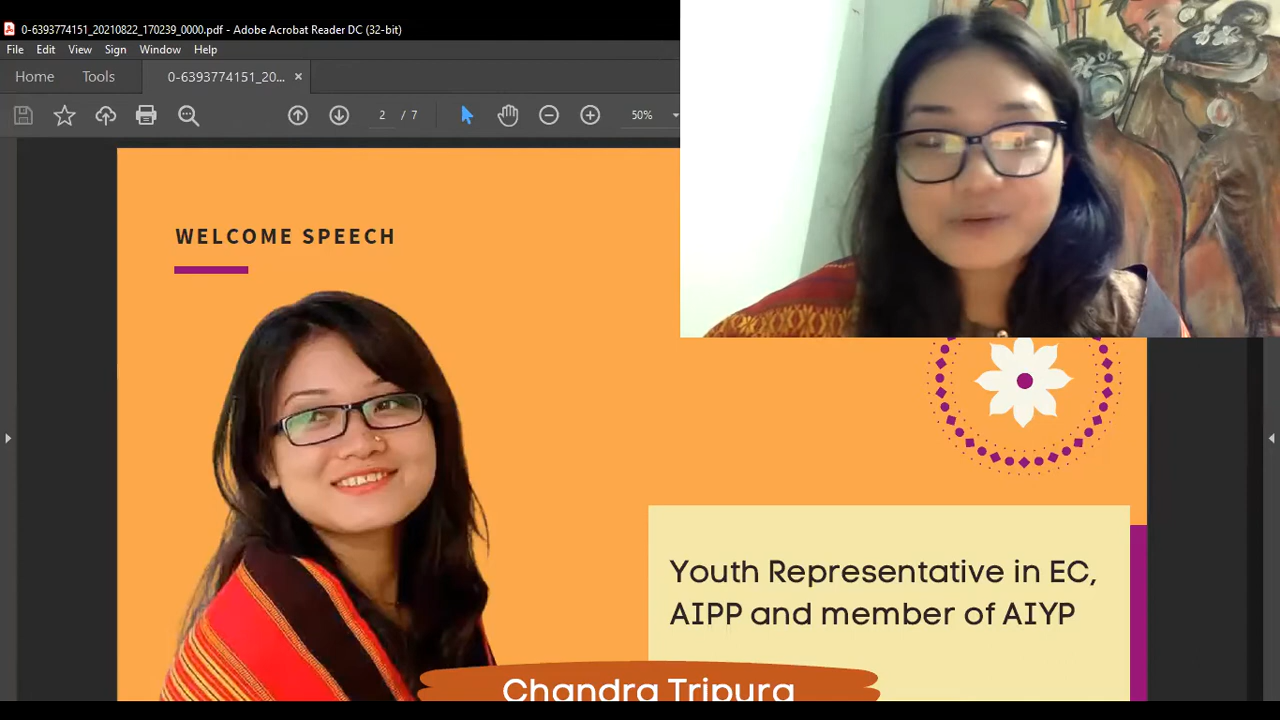 0-6393774151_20210822_170239_0000.pdf - Adobe Acrobat Reader DC (32-bit)
File Edit View Sign Window Help
Home Tools 0-6393774151_20... ×
2 / 7 50%
WELCOME SPEECH
Youth Representative in EC,
AIPP and member of AIYP
Chandra Tripura